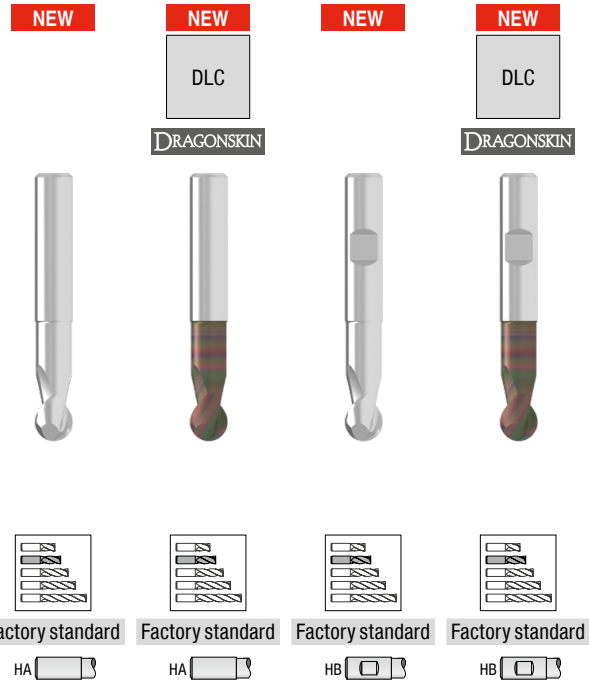 NEW NEW NEW NEW
DLC DLC
DRAGONSKIN DRAGONSKIN
actory standard Factory standard Factory standard Factory standard
HA HA HB HB